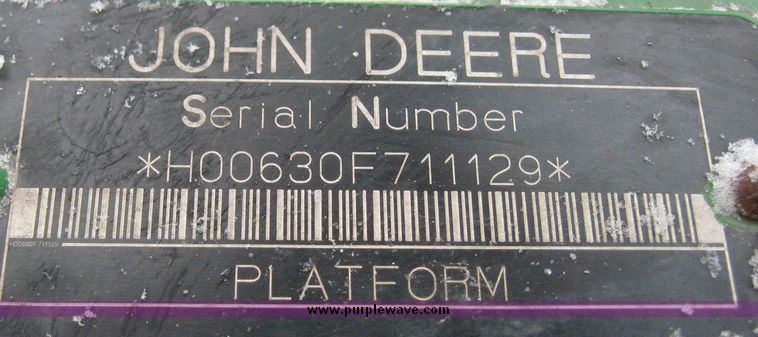 JOHN DEERE
Serial Number
*H00630F711129*
H00630F711129
PLATFORM
www.purplewave.com